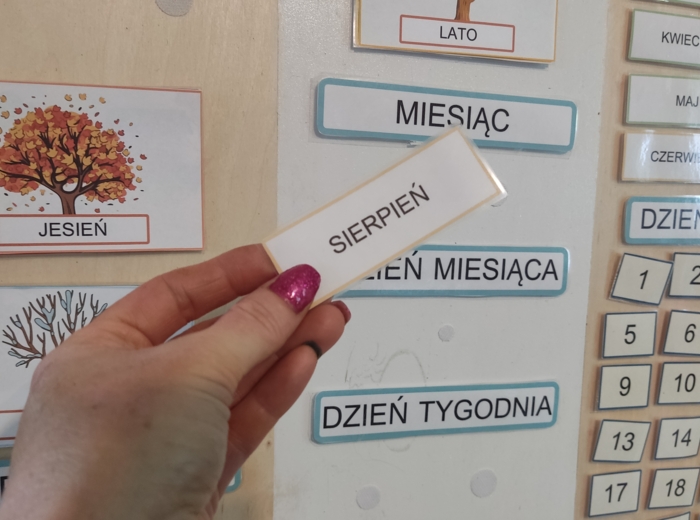 LATO
KWIEC
MIESIĄC
MAJ
CZERWI
JESIEŃ
SIERPIEŃ
DZIEŃ
ZIEŃ MIESIĄCA
1 2
5 6
9 10
DZIEŃ TYGODNIA
13 14
17 18